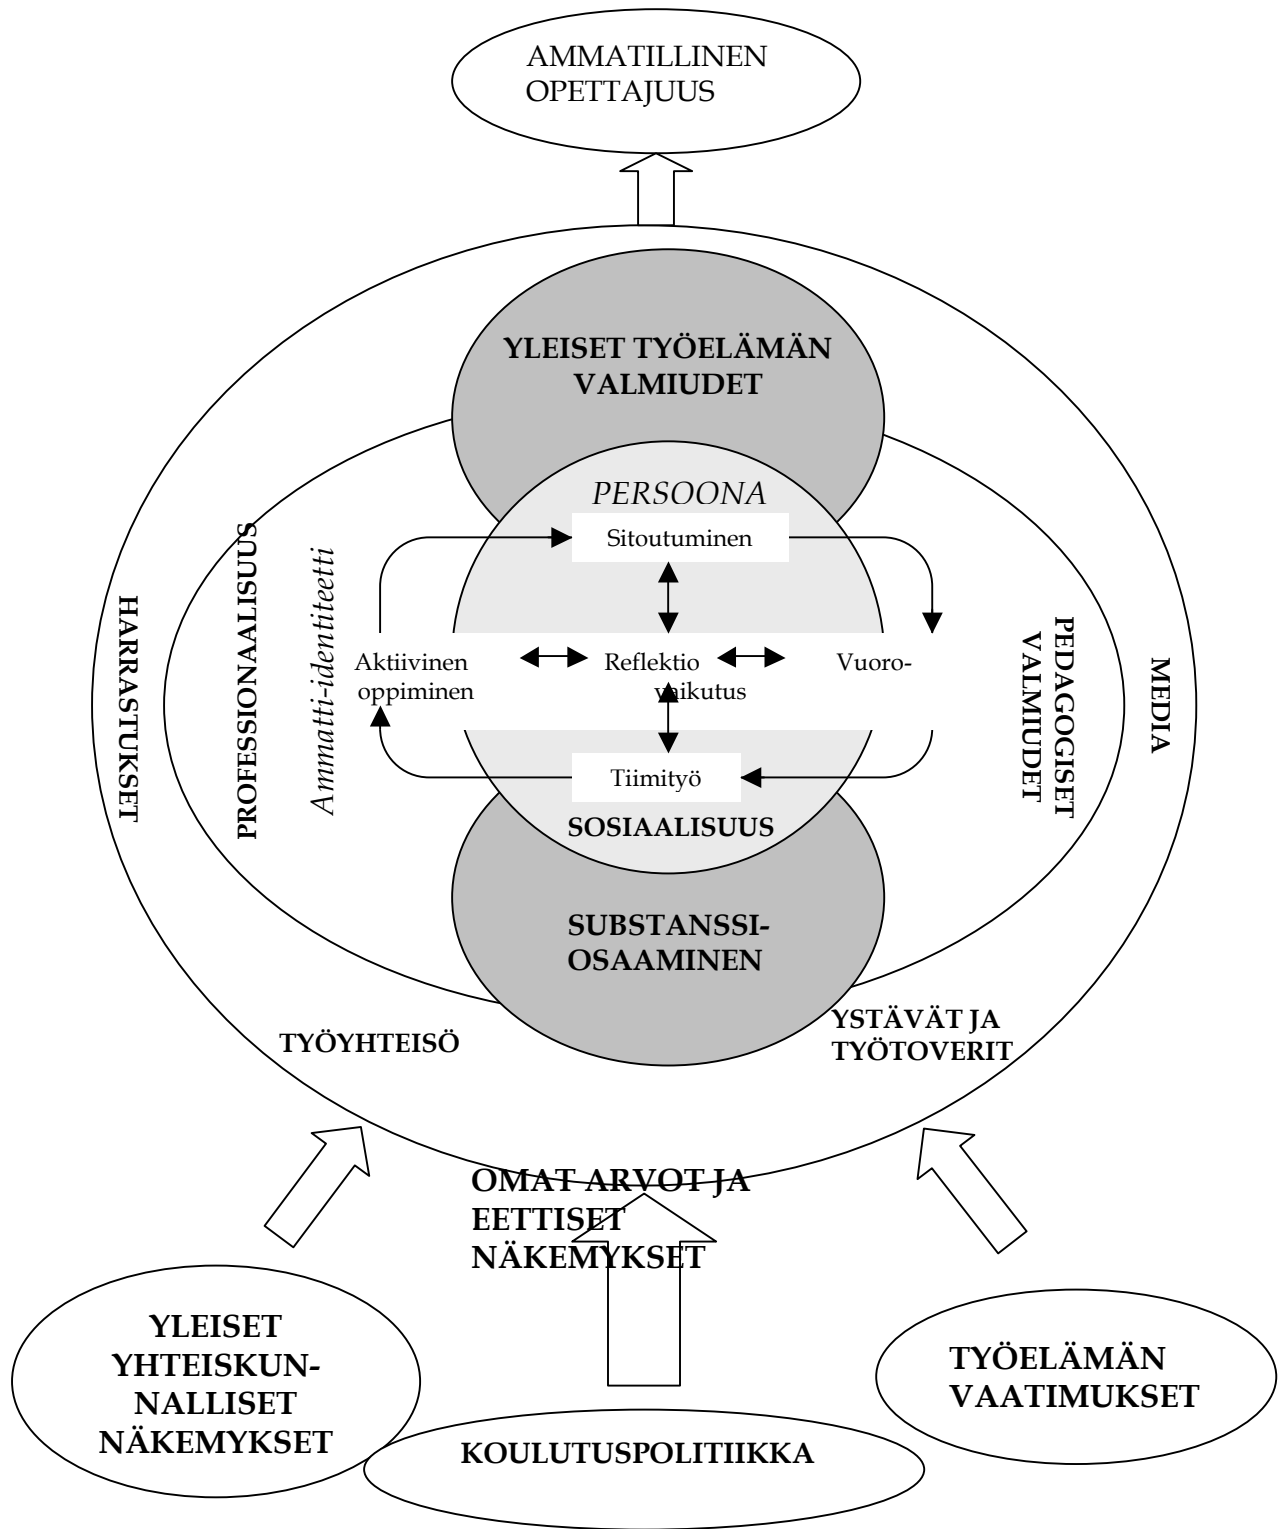 AMMATILLINEN
OPETTAJUUS
YLEISET TYÖELÄMÄN
VALMIUDET
PERSOONA
Sitoutuminen
HARRASTUKSET
PROFESSIONAALISUUS
Ammatti-identiteetti
Aktiivinen
oppiminen
Reflektio
Vuoro-
vaikutus
PEDAGOGISET
VALMIUDET
MEDIA
Tiimityö
SOSIAALISUUS
SUBSTANSSI-
OSAAMINEN
TYÖYHTEISÖ
YSTÄVÄT JA
TYÖTOVERIT
OMAT ARVOT JA
EETTISET
NÄKEMYKSET
YLEISET
YHTEISKUN-
NALLISET
NÄKEMYKSET
KOULUTUSPOLITIIKKA
TYÖELÄMÄN
VAATIMUKSET